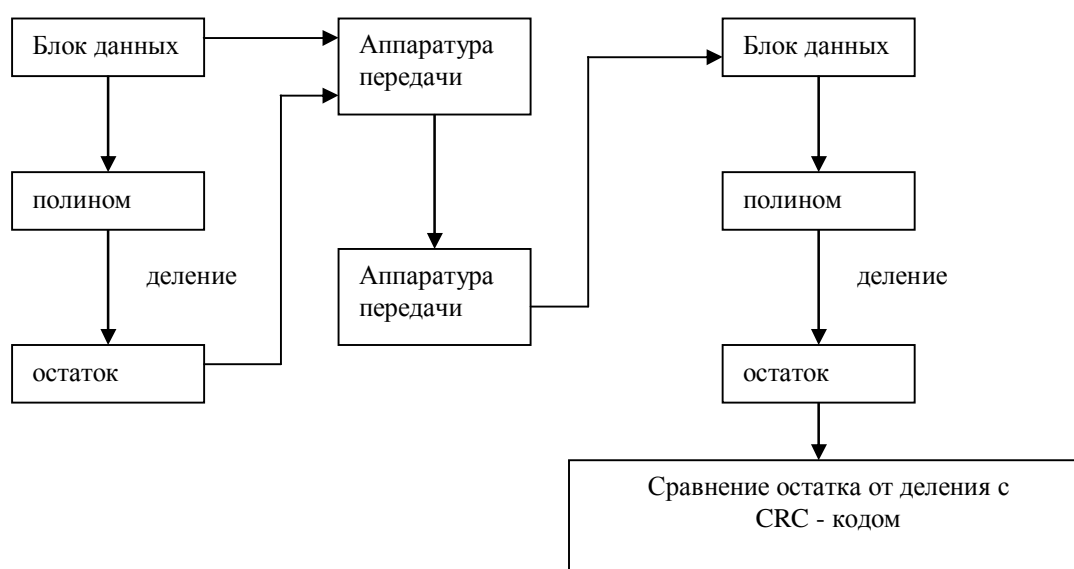 Блок данных
полином
деление
остаток
Аппаратура
передачи
Аппаратура
передачи
Блок данных
полином
деление
остаток
Сравнение остатка от деления с
CRC - кодом